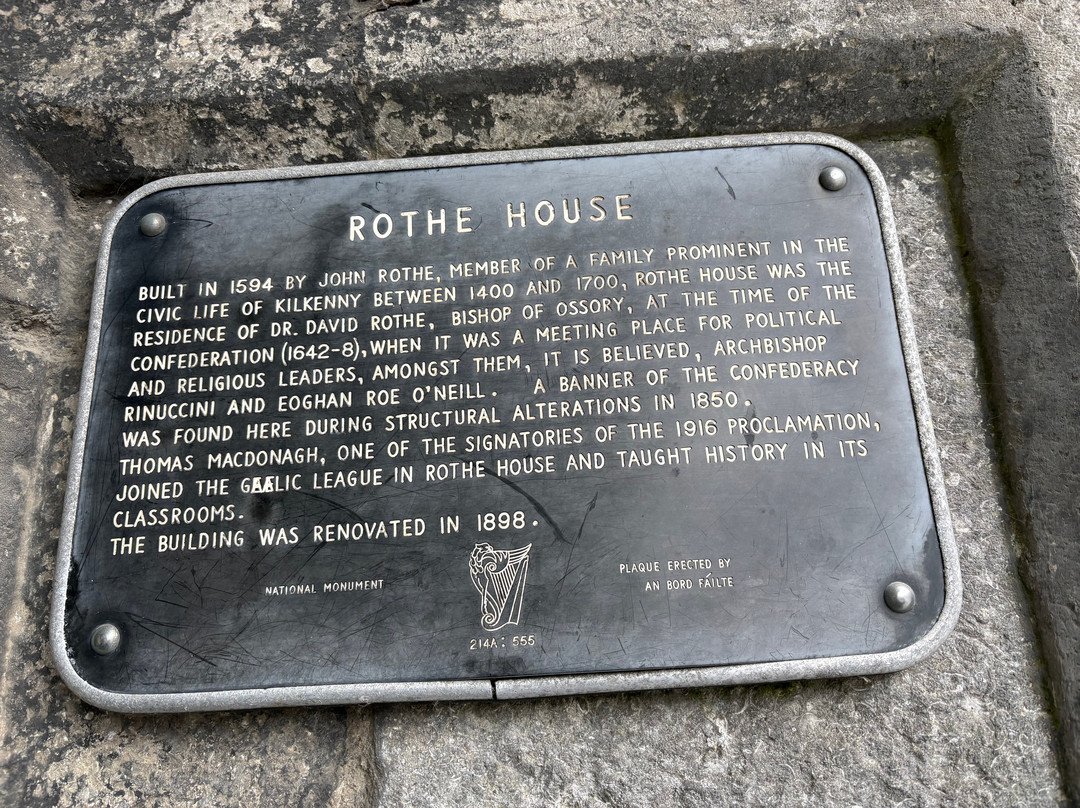 ROTHE HOUSE
BUILT IN 1594 BY JOHN ROTHE, MEMBER OF A FAMILY PROMINENT IN THE
CIVIC LIFE OF KILKENNY BETWEEN 1400 AND 1700, ROTHE HOUSE WAS THE
RESIDENCE OF DR. DAVID ROTHE, BISHOP OF OSSORY, AT THE TIME OF THE
CONFEDERATION (1642-8), WHEN IT WAS A MEETING PLACE FOR POLITICAL
AND RELIGIOUS LEADERS, AMONGST THEM, IT IS BELIEVED, ARCHBISHOP
RINUCCINI AND EOGHAN ROE O'NEILL. A BANNER OF THE CONFEDERACY
WAS FOUND HERE DURING STRUCTURAL ALTERATIONS IN 1850.
THOMAS MACDONAGH, ONE OF THE SIGNATORIES OF THE 1916 PROCLAMATION,
JOINED THE GAELIC LEAGUE IN ROTHE HOUSE AND TAUGHT HISTORY IN ITS
CLASSROOMS.
THE BUILDING WAS RENOVATED IN 1898.
NATIONAL MONUMENT
PLAQUE ERECTED BY
AN BORD FÁILTE
214A: 555